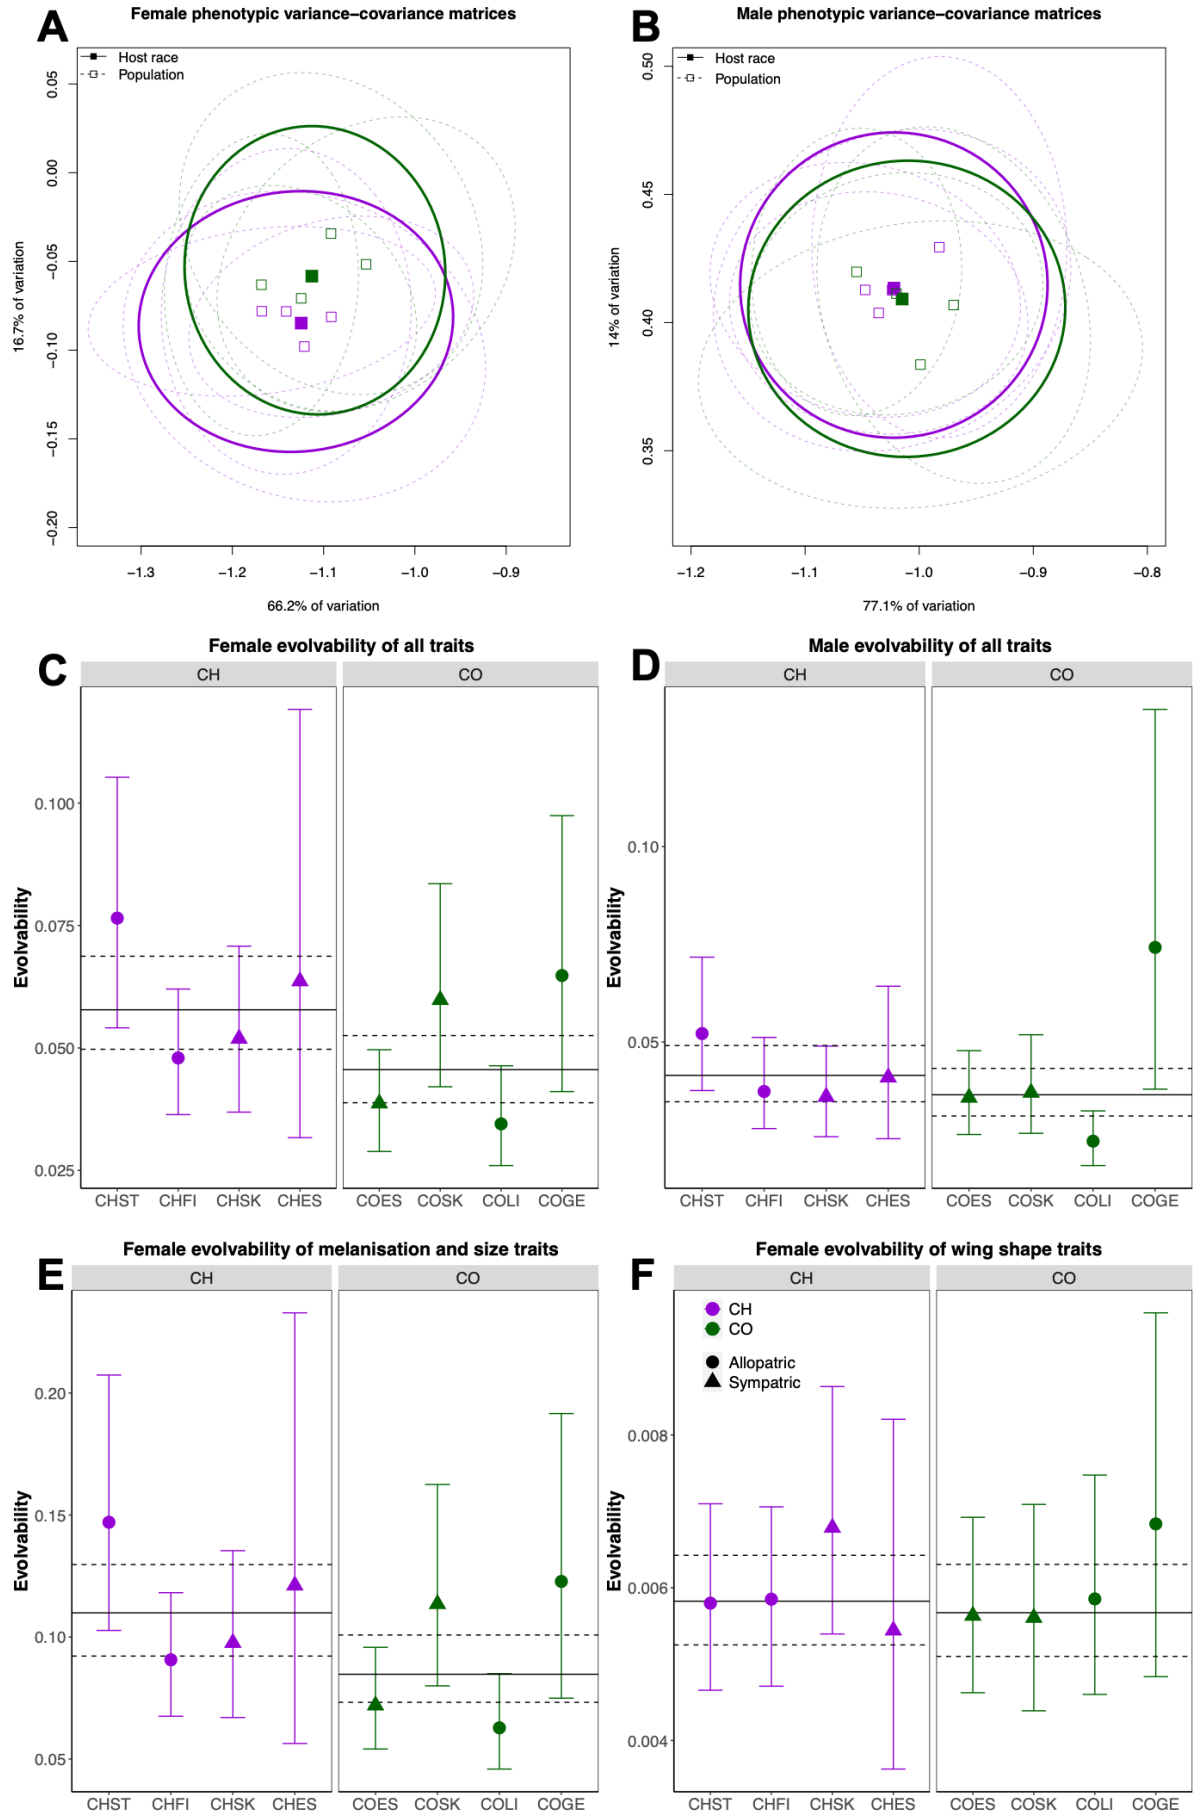 A
Female phenotypic variance–covariance matrices
Host race
Population
0.05
0.00
−0.05
−0.10
−0.15
−0.20
16.7% of variation
−1.3
−1.2
−1.1
−1.0
−0.9
66.2% of variation
B
Male phenotypic variance–covariance matrices
Host race
Population
0.50
0.45
0.40
0.35
14% of variation
−1.2
−1.1
−1.0
−0.9
−0.8
77.1% of variation
C
Female evolvability of all traits
CH
CO
Evolvability
0.100
0.075
0.050
0.025
CHST CHFI CHSK CHES
COES COSK COLI COGE
D
Male evolvability of all traits
CH
CO
Evolvability
0.10
0.05
CHST CHFI CHSK CHES
COES COSK COLI COGE
E
Female evolvability of melanisation and size traits
CH
CO
Evolvability
0.20
0.15
0.10
0.05
CHST CHFI CHSK CHES
COES COSK COLI COGE
F
Female evolvability of wing shape traits
CH
CO
CH
CO
Allopatric
Sympatric
Evolvability
0.008
0.006
0.004
CHST CHFI CHSK CHES
COES COSK COLI COGE